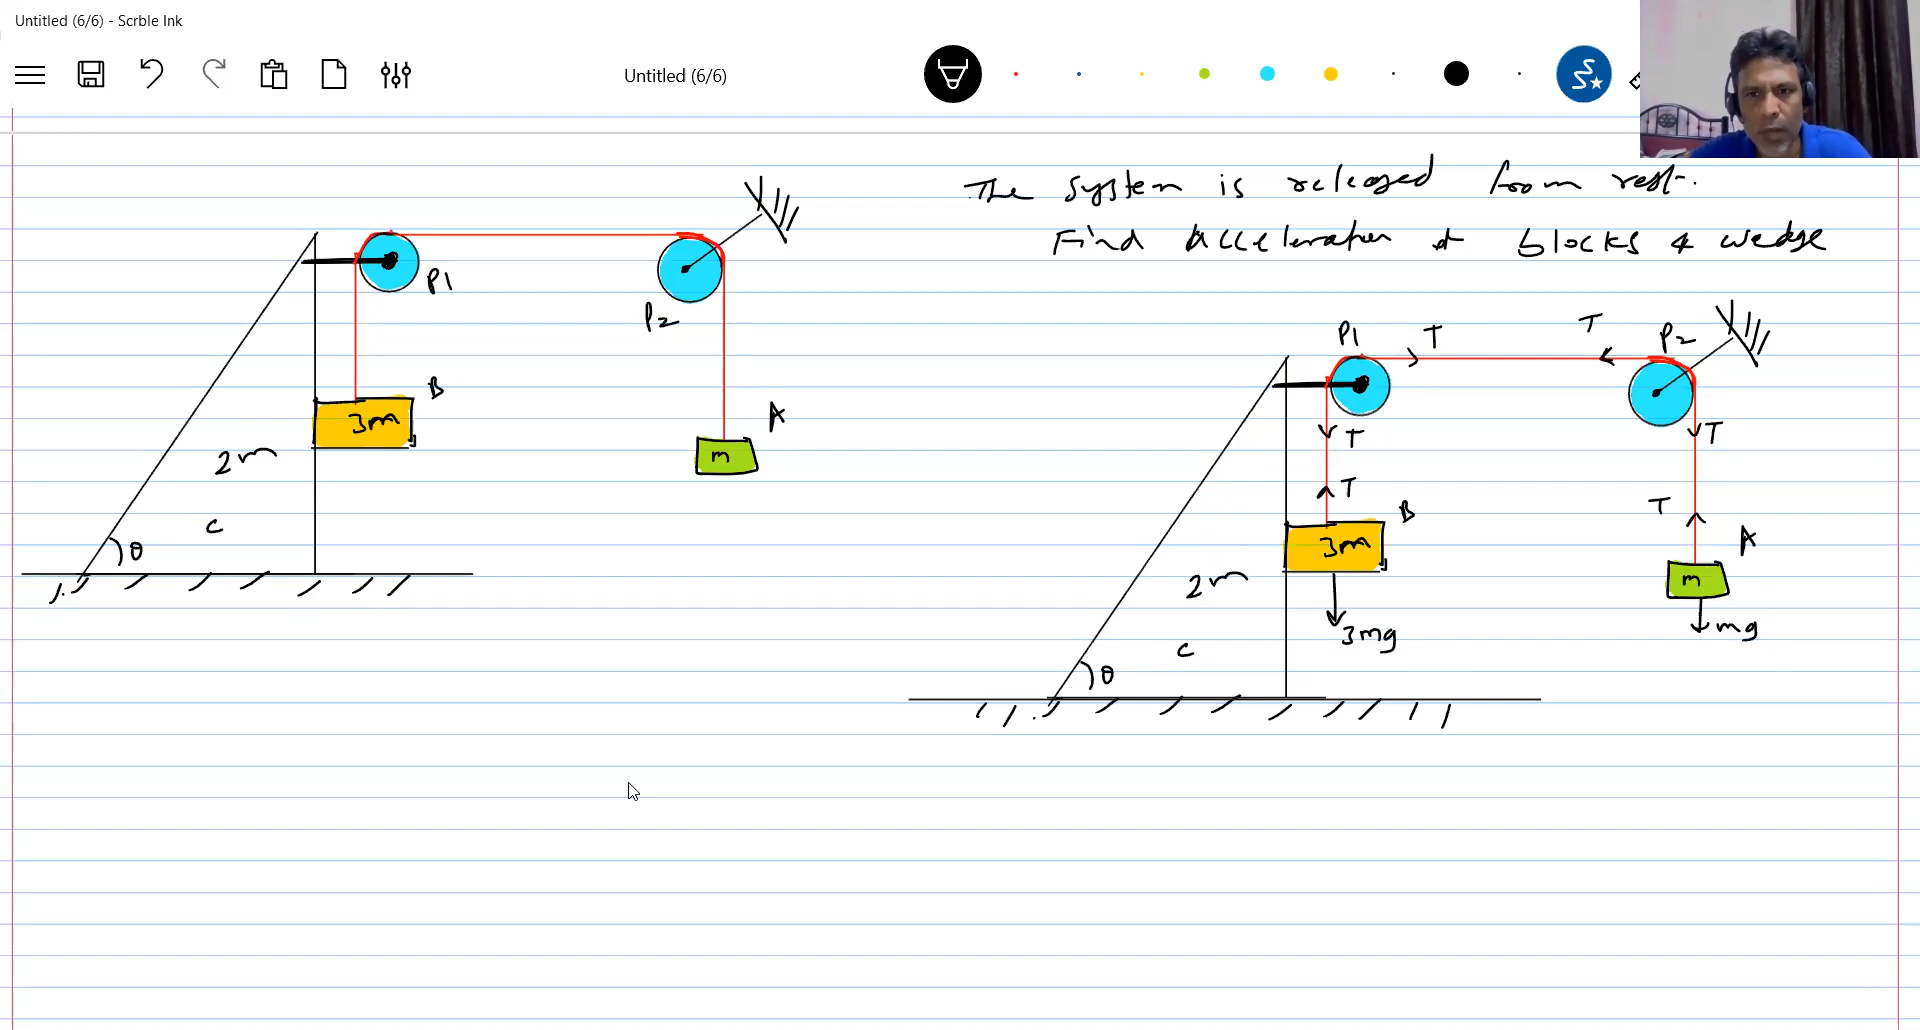 Untitled (6/6) - Scrble Ink
Untitled (6/6)
The system is released from rest.
Find acceleration of blocks & wedge
P1
P2
B
3m
A
m
2m
C
θ
P1
T
T
P2
T
T
T
B
T
A
3m
m
2m
3mg
mg
C
θ